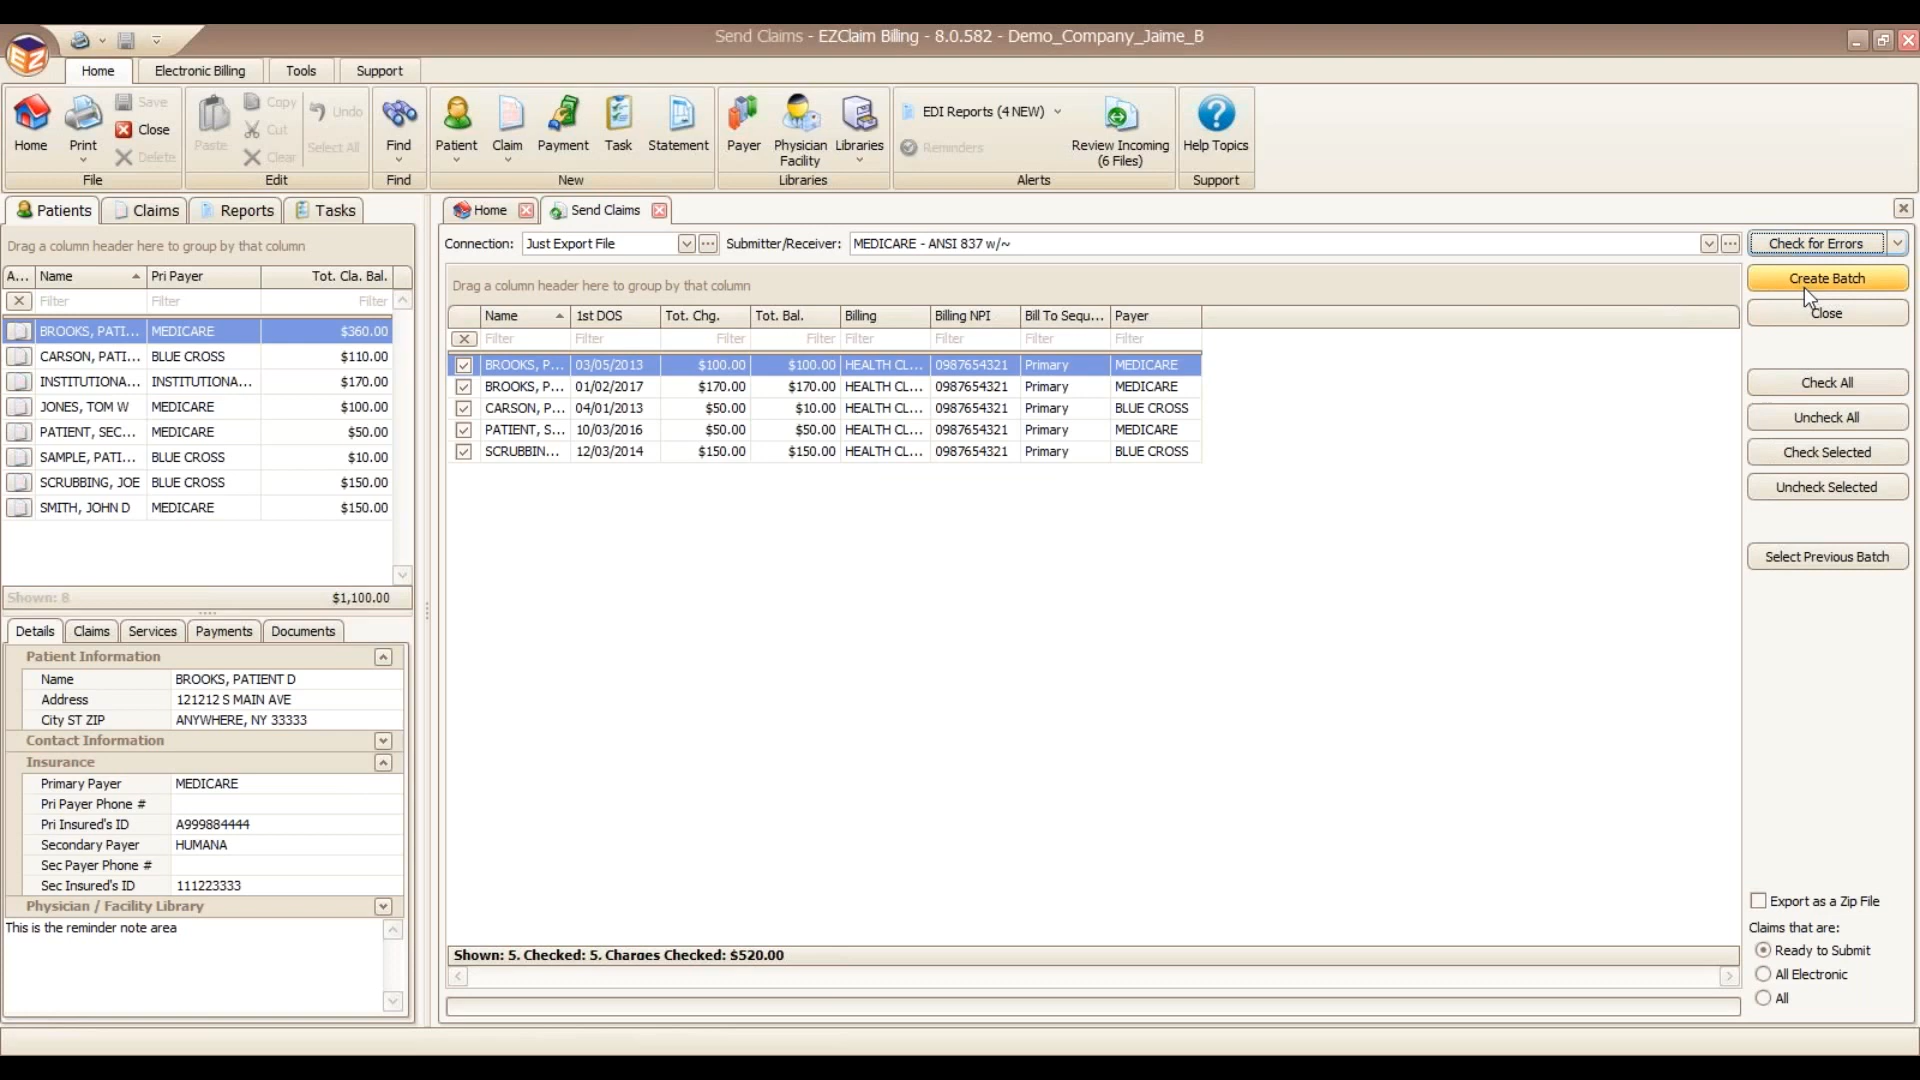 Send Claims - EZClaim Billing - 8.0.582 - Demo_Company_Jaime_B
EZ
Home Electronic Billing Tools Support
Home Print Save Close Delete File
Paste Copy Cut Clear Undo Select All Edit
Find Find
Patient Claim Payment Task Statement New
Payer Physician Facility Libraries Libraries
EDI Reports (4 NEW) Reminders Review Incoming (6 Files) Alerts
Help Topics Support
Patients Claims Reports Tasks
Drag a column header here to group by that column
A... Name Pri Payer Tot. Cla. Bal.
Filter Filter Filter
BROOKS, PATI... MEDICARE $360.00
CARSON, PATI... BLUE CROSS $110.00
INSTITUTIONA... INSTITUTIONA... $170.00
JONES, TOM W MEDICARE $100.00
PATIENT, SEC... MEDICARE $50.00
SAMPLE, PATI... BLUE CROSS $10.00
SCRUBBING, JOE BLUE CROSS $150.00
SMITH, JOHN D MEDICARE $150.00
Shown: 8 $1,100.00
Details Claims Services Payments Documents
Patient Information
Name BROOKS, PATIENT D
Address 121212 S MAIN AVE
City ST ZIP ANYWHERE, NY 33333
Contact Information
Insurance
Primary Payer MEDICARE
Pri Payer Phone #
Pri Insured's ID A999884444
Secondary Payer HUMANA
Sec Payer Phone #
Sec Insured's ID 111223333
Physician / Facility Library
This is the reminder note area
Home Send Claims
Connection: Just Export File Submitter/Receiver: MEDICARE - ANSI 837 w/~
Drag a column header here to group by that column
Name 1st DOS Tot. Chg. Tot. Bal. Billing Billing NPI Bill To Sequ... Payer
Filter Filter Filter Filter Filter Filter Filter Filter
BROOKS, P... 03/05/2013 $100.00 $100.00 HEALTH CL... 0987654321 Primary MEDICARE
BROOKS, P... 01/02/2017 $170.00 $170.00 HEALTH CL... 0987654321 Primary MEDICARE
CARSON, P... 04/01/2013 $50.00 $10.00 HEALTH CL... 0987654321 Primary BLUE CROSS
PATIENT, S... 10/03/2016 $50.00 $50.00 HEALTH CL... 0987654321 Primary MEDICARE
SCRUBBIN... 12/03/2014 $150.00 $150.00 HEALTH CL... 0987654321 Primary BLUE CROSS
Shown: 5. Checked: 5. Charges Checked: $520.00
Check for Errors
Create Batch
Close
Check All
Uncheck All
Check Selected
Uncheck Selected
Select Previous Batch
Export as a Zip File
Claims that are:
Ready to Submit
All Electronic
All